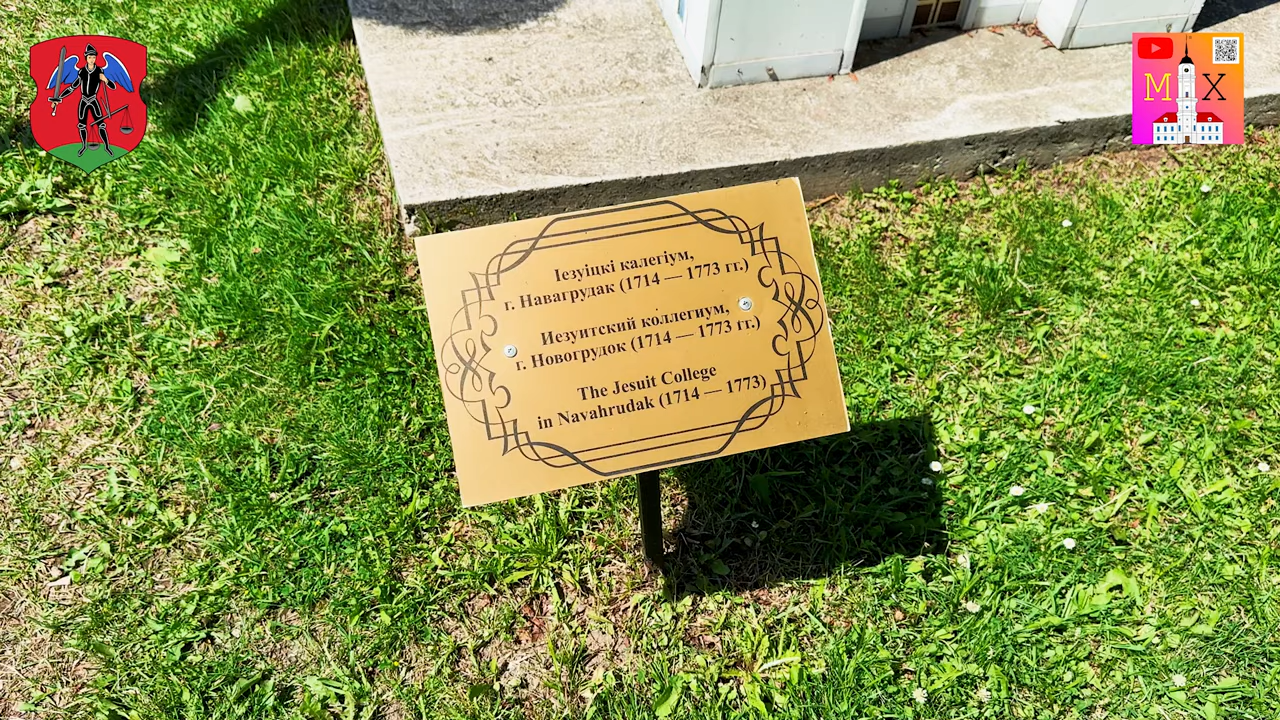 M X
Іезуіцкі калегіум,
г. Навагрудак (1714 — 1773 гг.)
Иезуитский коллегиум,
г. Новогрудок (1714 — 1773 гг.)
The Jesuit College
in Navahrudak (1714 — 1773)